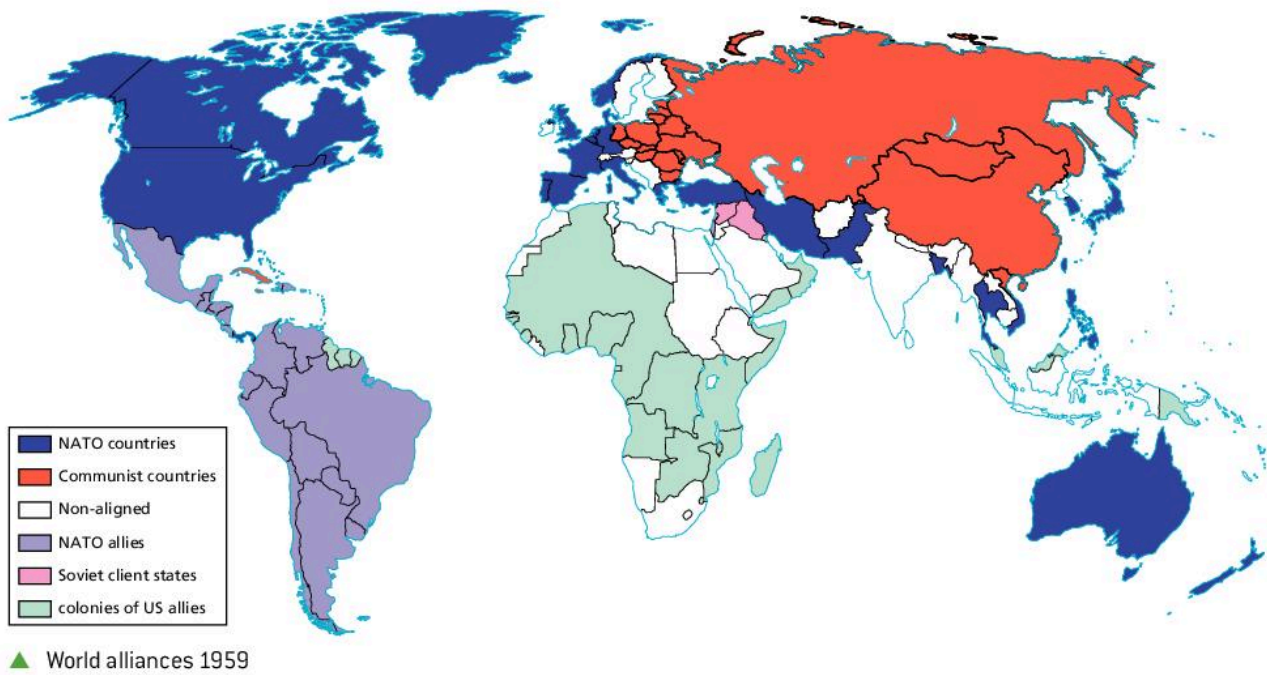 NATO countries
Communist countries
Non-aligned
NATO allies
Soviet client states
colonies of US allies
World alliances 1959